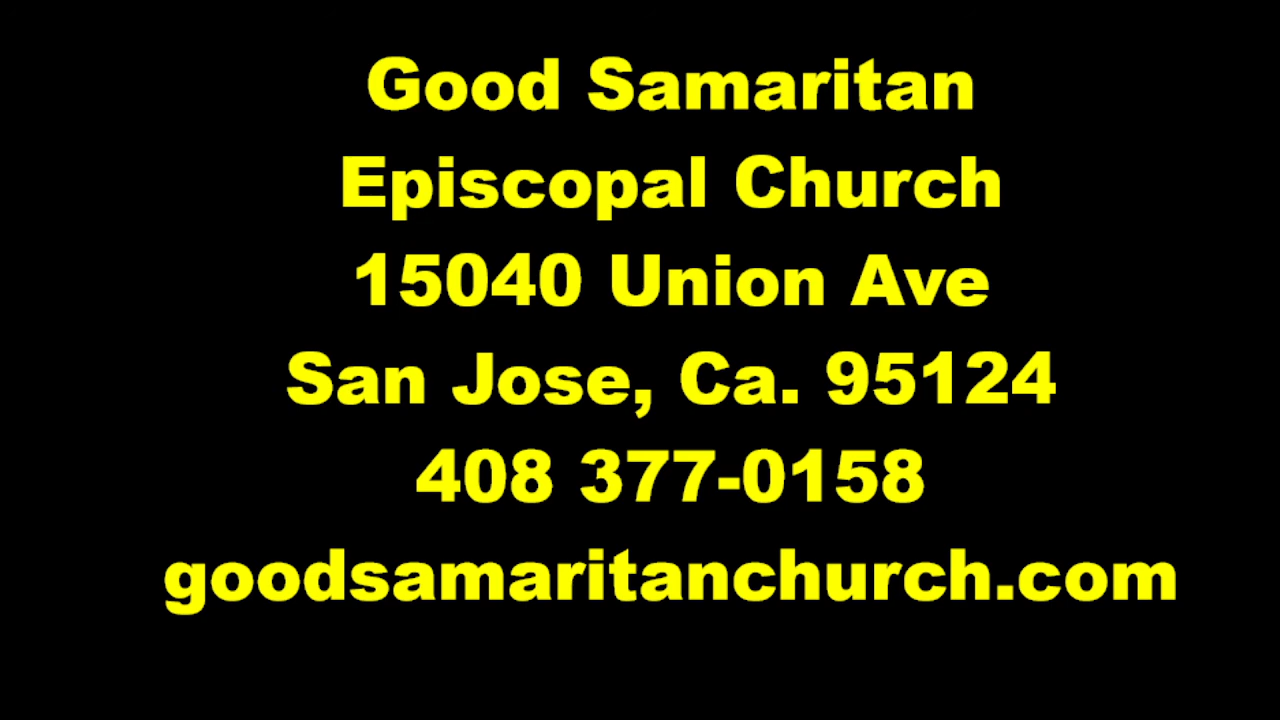 Good Samaritan
Episcopal Church
15040 Union Ave
San Jose, Ca. 95124
408 377-0158
goodsamaritanchurch.com